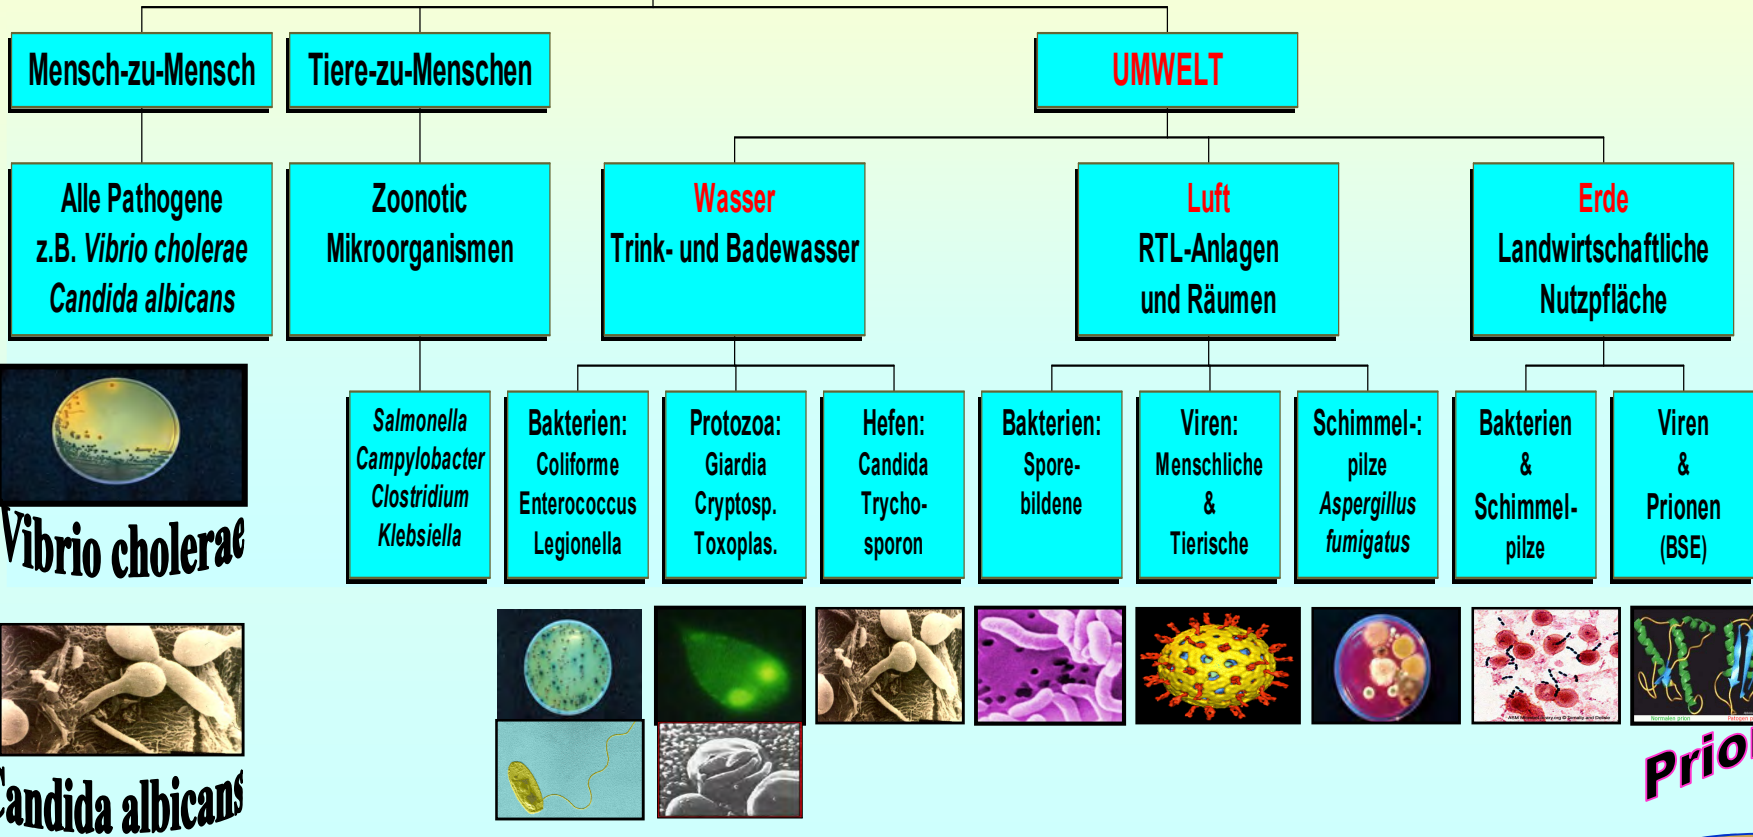 Mensch-zu-Mensch
Tiere-zu-Menschen
UMWELT
Alle Pathogene
z.B. Vibrio cholerae
Candida albicans
Zoonotic
Mikroorganismen
Wasser
Trink- und Badewasser
Luft
RTL-Anlagen
und Räumen
Erde
Landwirtschaftliche
Nutzpfläche
Salmonella
Campylobacter
Clostridium
Klebsiella
Bakterien:
Coliforme
Enterococcus
Legionella
Protozoa:
Giardia
Cryptosp.
Toxoplas.
Hefen:
Candida
Trycho-
sporon
Bakterien:
Spore-
bildene
Viren:
Menschliche
&
Tierische
Schimmel-:
pilze
Aspergillus
fumigatus
Bakterien
&
Schimmel-
pilze
Viren
&
Prionen
(BSE)
Vibrio cholerae
Candida albicans
Normalen prion
Prio